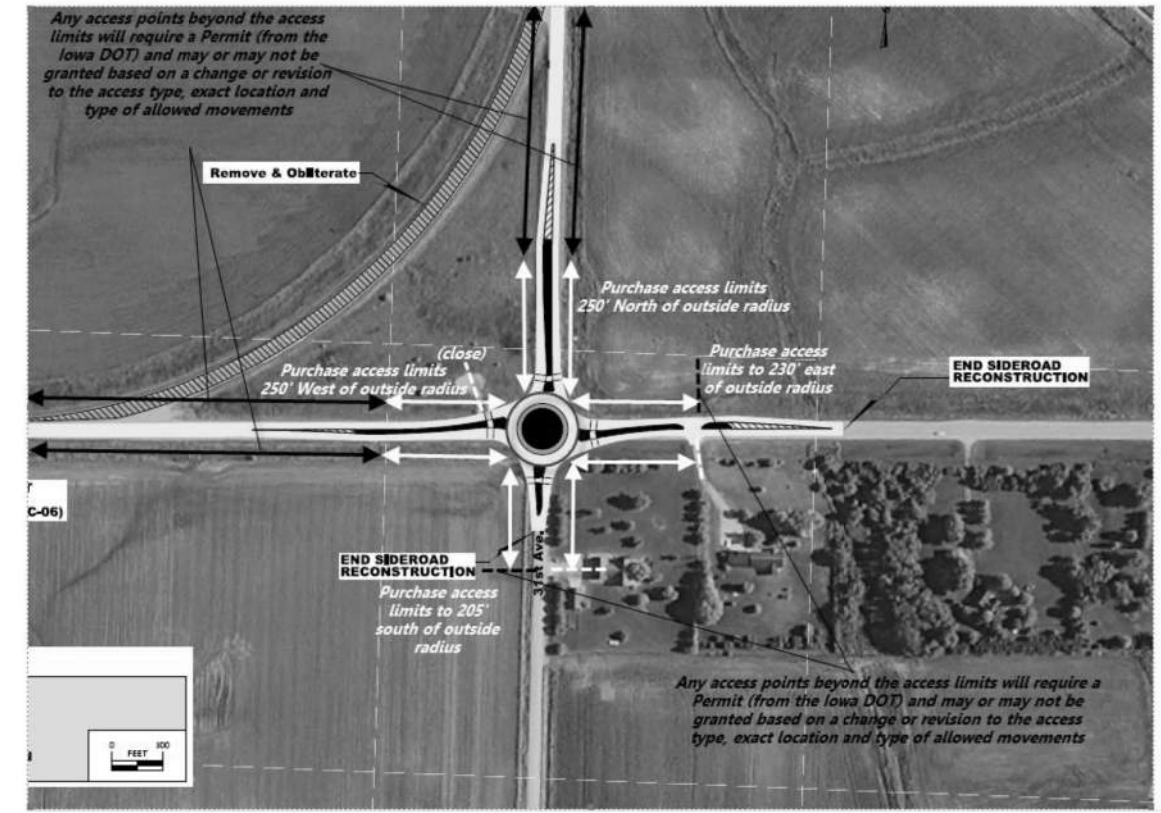 Any access points beyond the access
limits will require a Permit (from the
Iowa DOT) and may or may not be
granted based on a change or revision
to the access type, exact location and
type of allowed movements
Remove & Obliterate
Purchase access limits
250' North of outside radius
(close)
Purchase access limits
250' West of outside radius
Purchase access
limits to 230' east
of outside radius
END SIDEROAD
RECONSTRUCTION
C-06)
END SIDEROAD
RECONSTRUCTION
31st Ave.
Purchase access
limits to 205'
south of outside
radius
Any access points beyond the access limits will require a
Permit (from the Iowa DOT) and may or may not be
granted based on a change or revision to the access
type, exact location and type of allowed movements
0
FEET